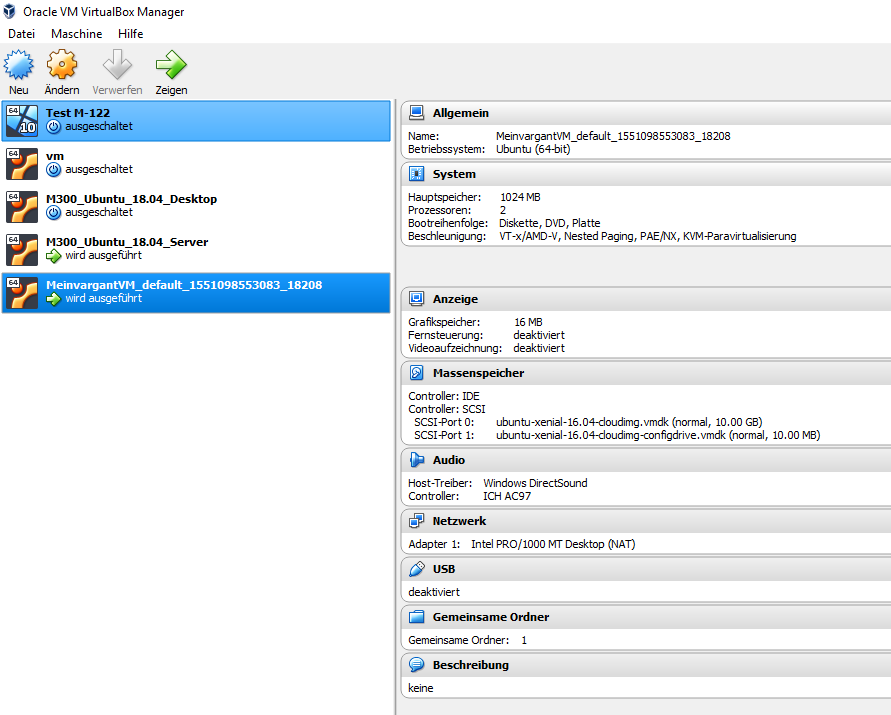 Oracle VM VirtualBox Manager
Datei Maschine Hilfe
Neu Ändern Verwerfen Zeigen
64 10
Test M-122
ausgeschaltet
64
vm
ausgeschaltet
64
M300_Ubuntu_18.04_Desktop
ausgeschaltet
64
M300_Ubuntu_18.04_Server
wird ausgeführt
64
MeinvargantVM_default_1551098553083_18208
wird ausgeführt
Allgemein
Name: MeinvargantVM_default_1551098553083_18208
Betriebssystem: Ubuntu (64-bit)
System
Hauptspeicher: 1024 MB
Prozessoren: 2
Bootreihenfolge: Diskette, DVD, Platte
Beschleunigung: VT-x/AMD-V, Nested Paging, PAE/NX, KVM-Paravirtualisierung
Anzeige
Grafikspeicher: 16 MB
Fernsteuerung: deaktiviert
Videoaufzeichnung: deaktiviert
Massenspeicher
Controller: IDE
Controller: SCSI
SCSI-Port 0: ubuntu-xenial-16.04-cloudimg.vmdk (normal, 10.00 GB)
SCSI-Port 1: ubuntu-xenial-16.04-cloudimg-configdrive.vmdk (normal, 10.00 MB)
Audio
Host-Treiber: Windows DirectSound
Controller: ICH AC97
Netzwerk
Adapter 1: Intel PRO/1000 MT Desktop (NAT)
USB
deaktiviert
Gemeinsame Ordner
Gemeinsame Ordner: 1
Beschreibung
keine